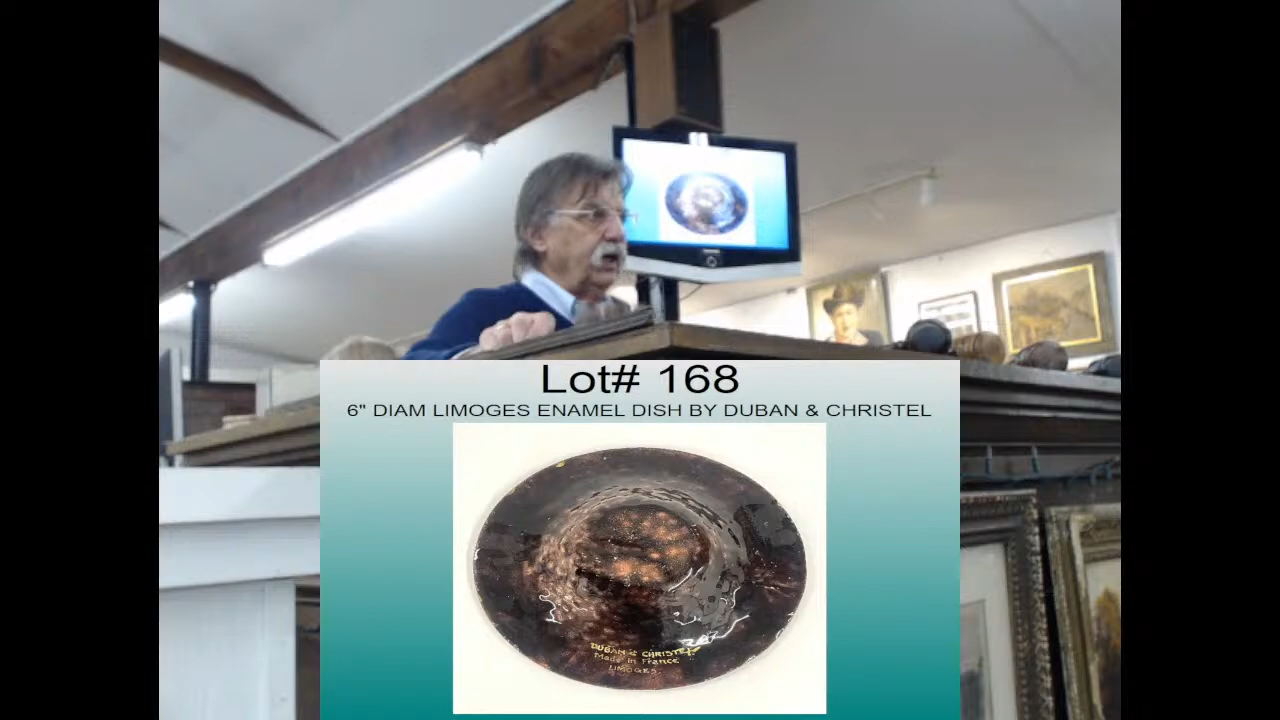 Lot# 168
6" DIAM LIMOGES ENAMEL DISH BY DUBAN & CHRISTEL
DUBAN & CHRISTEL
Made in France
LIMOGES